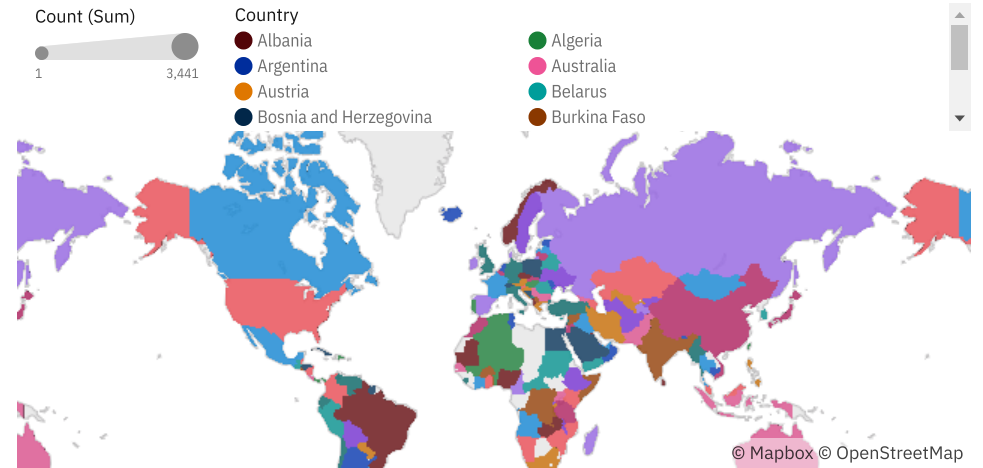 Count (Sum)
1
3,441
Country
Albania
Algeria
Argentina
Australia
Austria
Belarus
Bosnia and Herzegovina
Burkina Faso
© Mapbox © OpenStreetMap